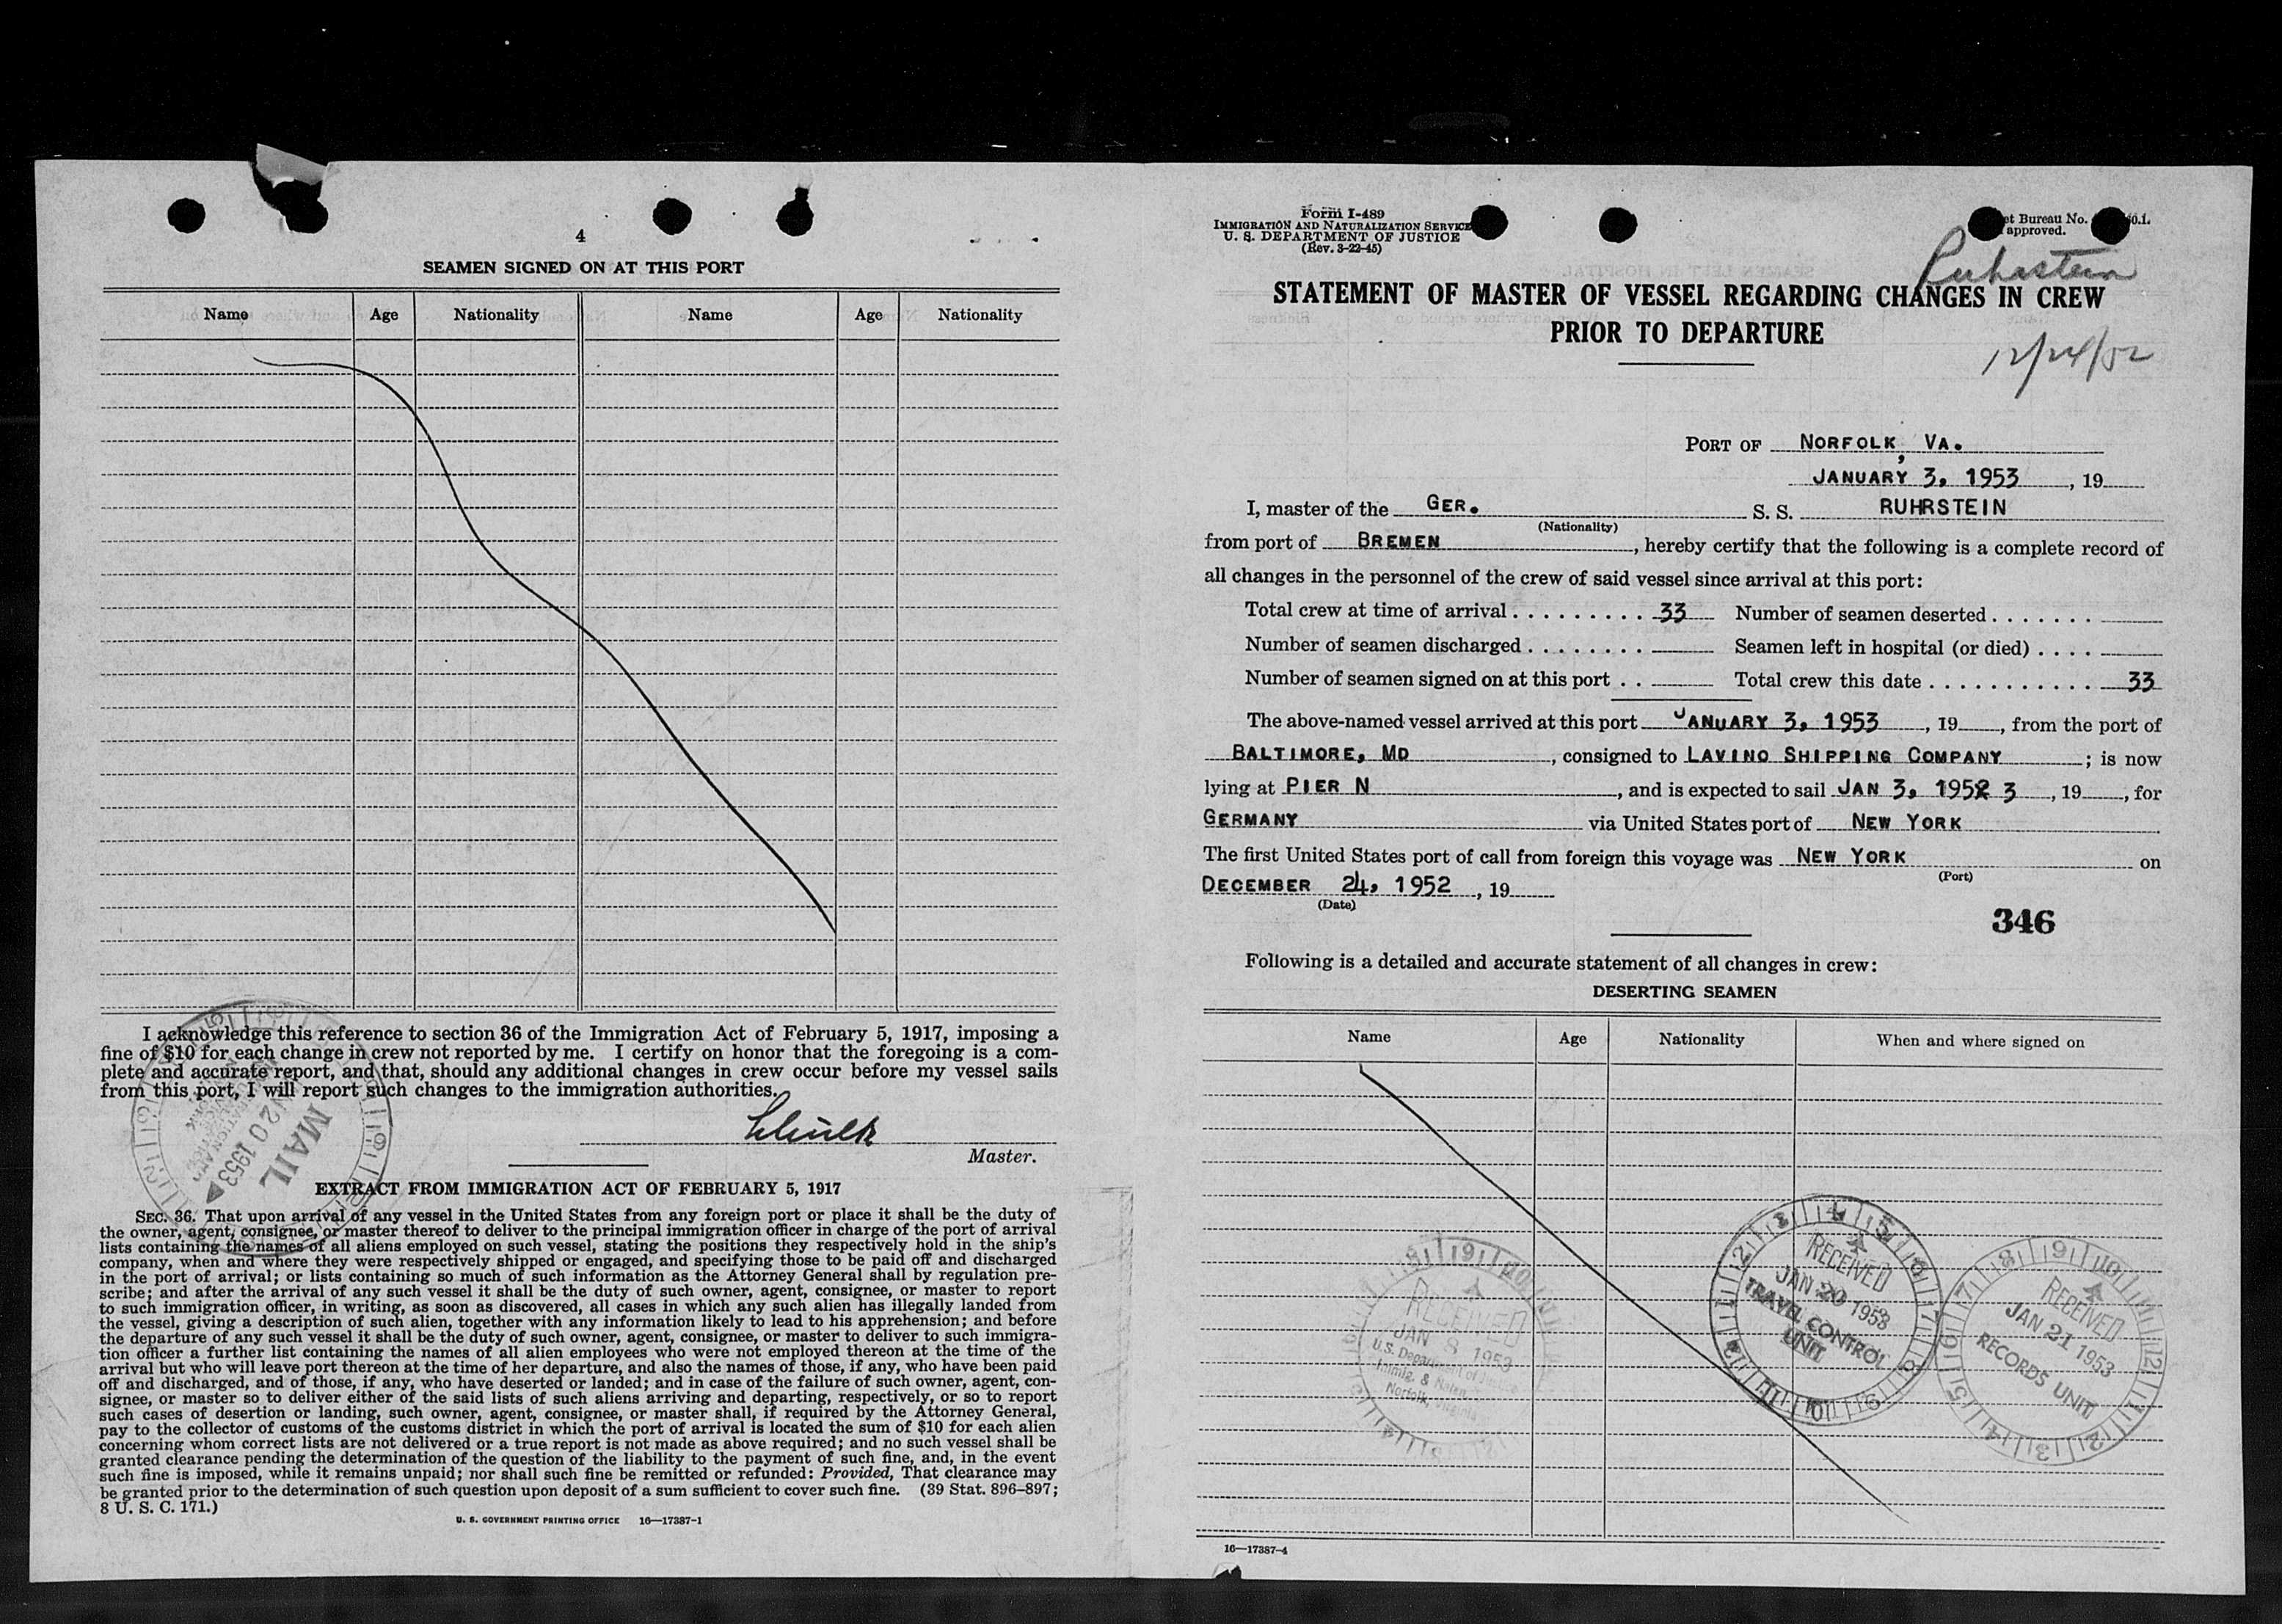 4
SEAMEN SIGNED ON AT THIS PORT
Name Age Nationality Name Age Nationality
I acknowledge this reference to section 36 of the Immigration Act of February 5, 1917, imposing a
fine of $10 for each change in crew not reported by me. I certify on honor that the foregoing is a com-
plete and accurate report, and that, should any additional changes in crew occur before my vessel sails
from this port, I will report such changes to the immigration authorities.
Master.
MAIL
20 1953
EXTRACT FROM IMMIGRATION ACT OF FEBRUARY 5, 1917
SEC. 36. That upon arrival of any vessel in the United States from any foreign port or place it shall be the duty of
the owner, agent, consignee, or master thereof to deliver to the principal immigration officer in charge of the port of arrival
lists containing the names of all aliens employed on such vessel, stating the positions they respectively hold in the ship's
company, when and where they were respectively shipped or engaged, and specifying those to be paid off and discharged
in the port of arrival; or lists containing so much of such information as the Attorney General shall by regulation pre-
scribe; and after the arrival of any such vessel it shall be the duty of such owner, agent, consignee, or master to report
to such immigration officer, in writing, as soon as discovered, all cases in which any such alien has illegally landed from
the vessel, giving a description of such alien, together with any information likely to lead to his apprehension; and before
the departure of any such vessel it shall be the duty of such owner, agent, consignee, or master to deliver to such immigra-
tion officer a further list containing the names of all alien employees who were not employed thereon at the time of the
arrival but who will leave port thereon at the time of her departure, and also the names of those, if any, who have been paid
off and discharged, and of those, if any, who have deserted or landed; and in case of the failure of such owner, agent, con-
signee, or master so to deliver either of the said lists of such aliens arriving and departing, respectively, or so to report
such cases of desertion or landing, such owner, agent, consignee, or master shall, if required by the Attorney General,
pay to the collector of customs of the customs district in which the port of arrival is located the sum of $10 for each alien
concerning whom correct lists are not delivered or a true report is not made as above required; and no such vessel shall be
granted clearance pending the determination of the question of the liability to the payment of such fine, and, in the event
such fine is imposed, while it remains unpaid; nor shall such fine be remitted or refunded: Provided, That clearance may
be granted prior to the determination of such question upon deposit of a sum sufficient to cover such fine. (39 Stat. 896–897;
8 U. S. C. 171.)
U. S. GOVERNMENT PRINTING OFFICE 16—17387-1
Form I-489
IMMIGRATION AND NATURALIZATION SERVICE
U. S. DEPARTMENT OF JUSTICE
(Rev. 3-22-45)
Bureau No.
approved.
STATEMENT OF MASTER OF VESSEL REGARDING CHANGES IN CREW
PRIOR TO DEPARTURE
12/24/52
PORT OF NORFOLK, VA.
JANUARY 3, 1953, 19
I, master of the GER. S. S. RUHRSTEIN
(Nationality)
from port of BREMEN, hereby certify that the following is a complete record of
all changes in the personnel of the crew of said vessel since arrival at this port:
Total crew at time of arrival 33 Number of seamen deserted
Number of seamen discharged Seamen left in hospital (or died)
Number of seamen signed on at this port Total crew this date 33
The above-named vessel arrived at this port JANUARY 3, 1953, 19, from the port of
BALTIMORE, MD, consigned to LAVINO SHIPPING COMPANY; is now
lying at PIER N, and is expected to sail JAN 3, 1952 3, 19, for
GERMANY via United States port of NEW YORK
The first United States port of call from foreign this voyage was NEW YORK on
(Port)
DECEMBER 24, 1952, 19
(Date)
346
Following is a detailed and accurate statement of all changes in crew:
DESERTING SEAMEN
Name Age Nationality When and where signed on
RECEIVED
JAN 8 1953
U.S. Department of Justice
Immig. &
Norfolk,
RECEIVED
JAN 20 1953
TRAVEL CONTROL
UNIT
RECEIVED
JAN 21 1953
RECORDS UNIT
16—17387-4